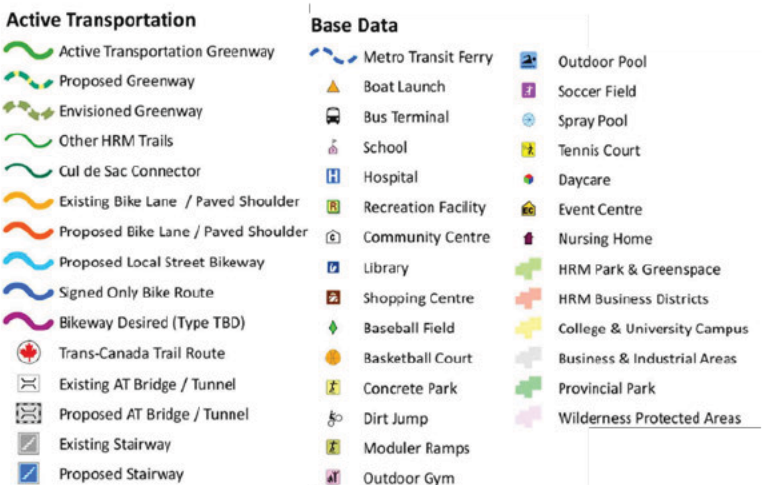 Active Transportation
Active Transportation Greenway
Proposed Greenway
Envisioned Greenway
Other HRM Trails
Cul de Sac Connector
Existing Bike Lane / Paved Shoulder
Proposed Bike Lane / Paved Shoulder
Proposed Local Street Bikeway
Signed Only Bike Route
Bikeway Desired (Type TBD)
Trans-Canada Trail Route
Existing AT Bridge / Tunnel
Proposed AT Bridge / Tunnel
Existing Stairway
Proposed Stairway
Base Data
Metro Transit Ferry
Boat Launch
Bus Terminal
School
H Hospital
R Recreation Facility
C Community Centre
Library
Shopping Centre
Baseball Field
Basketball Court
Concrete Park
Dirt Jump
Moduler Ramps
Outdoor Gym
Outdoor Pool
Soccer Field
Spray Pool
Tennis Court
Daycare
EC Event Centre
Nursing Home
HRM Park & Greenspace
HRM Business Districts
College & University Campus
Business & Industrial Areas
Provincial Park
Wilderness Protected Areas